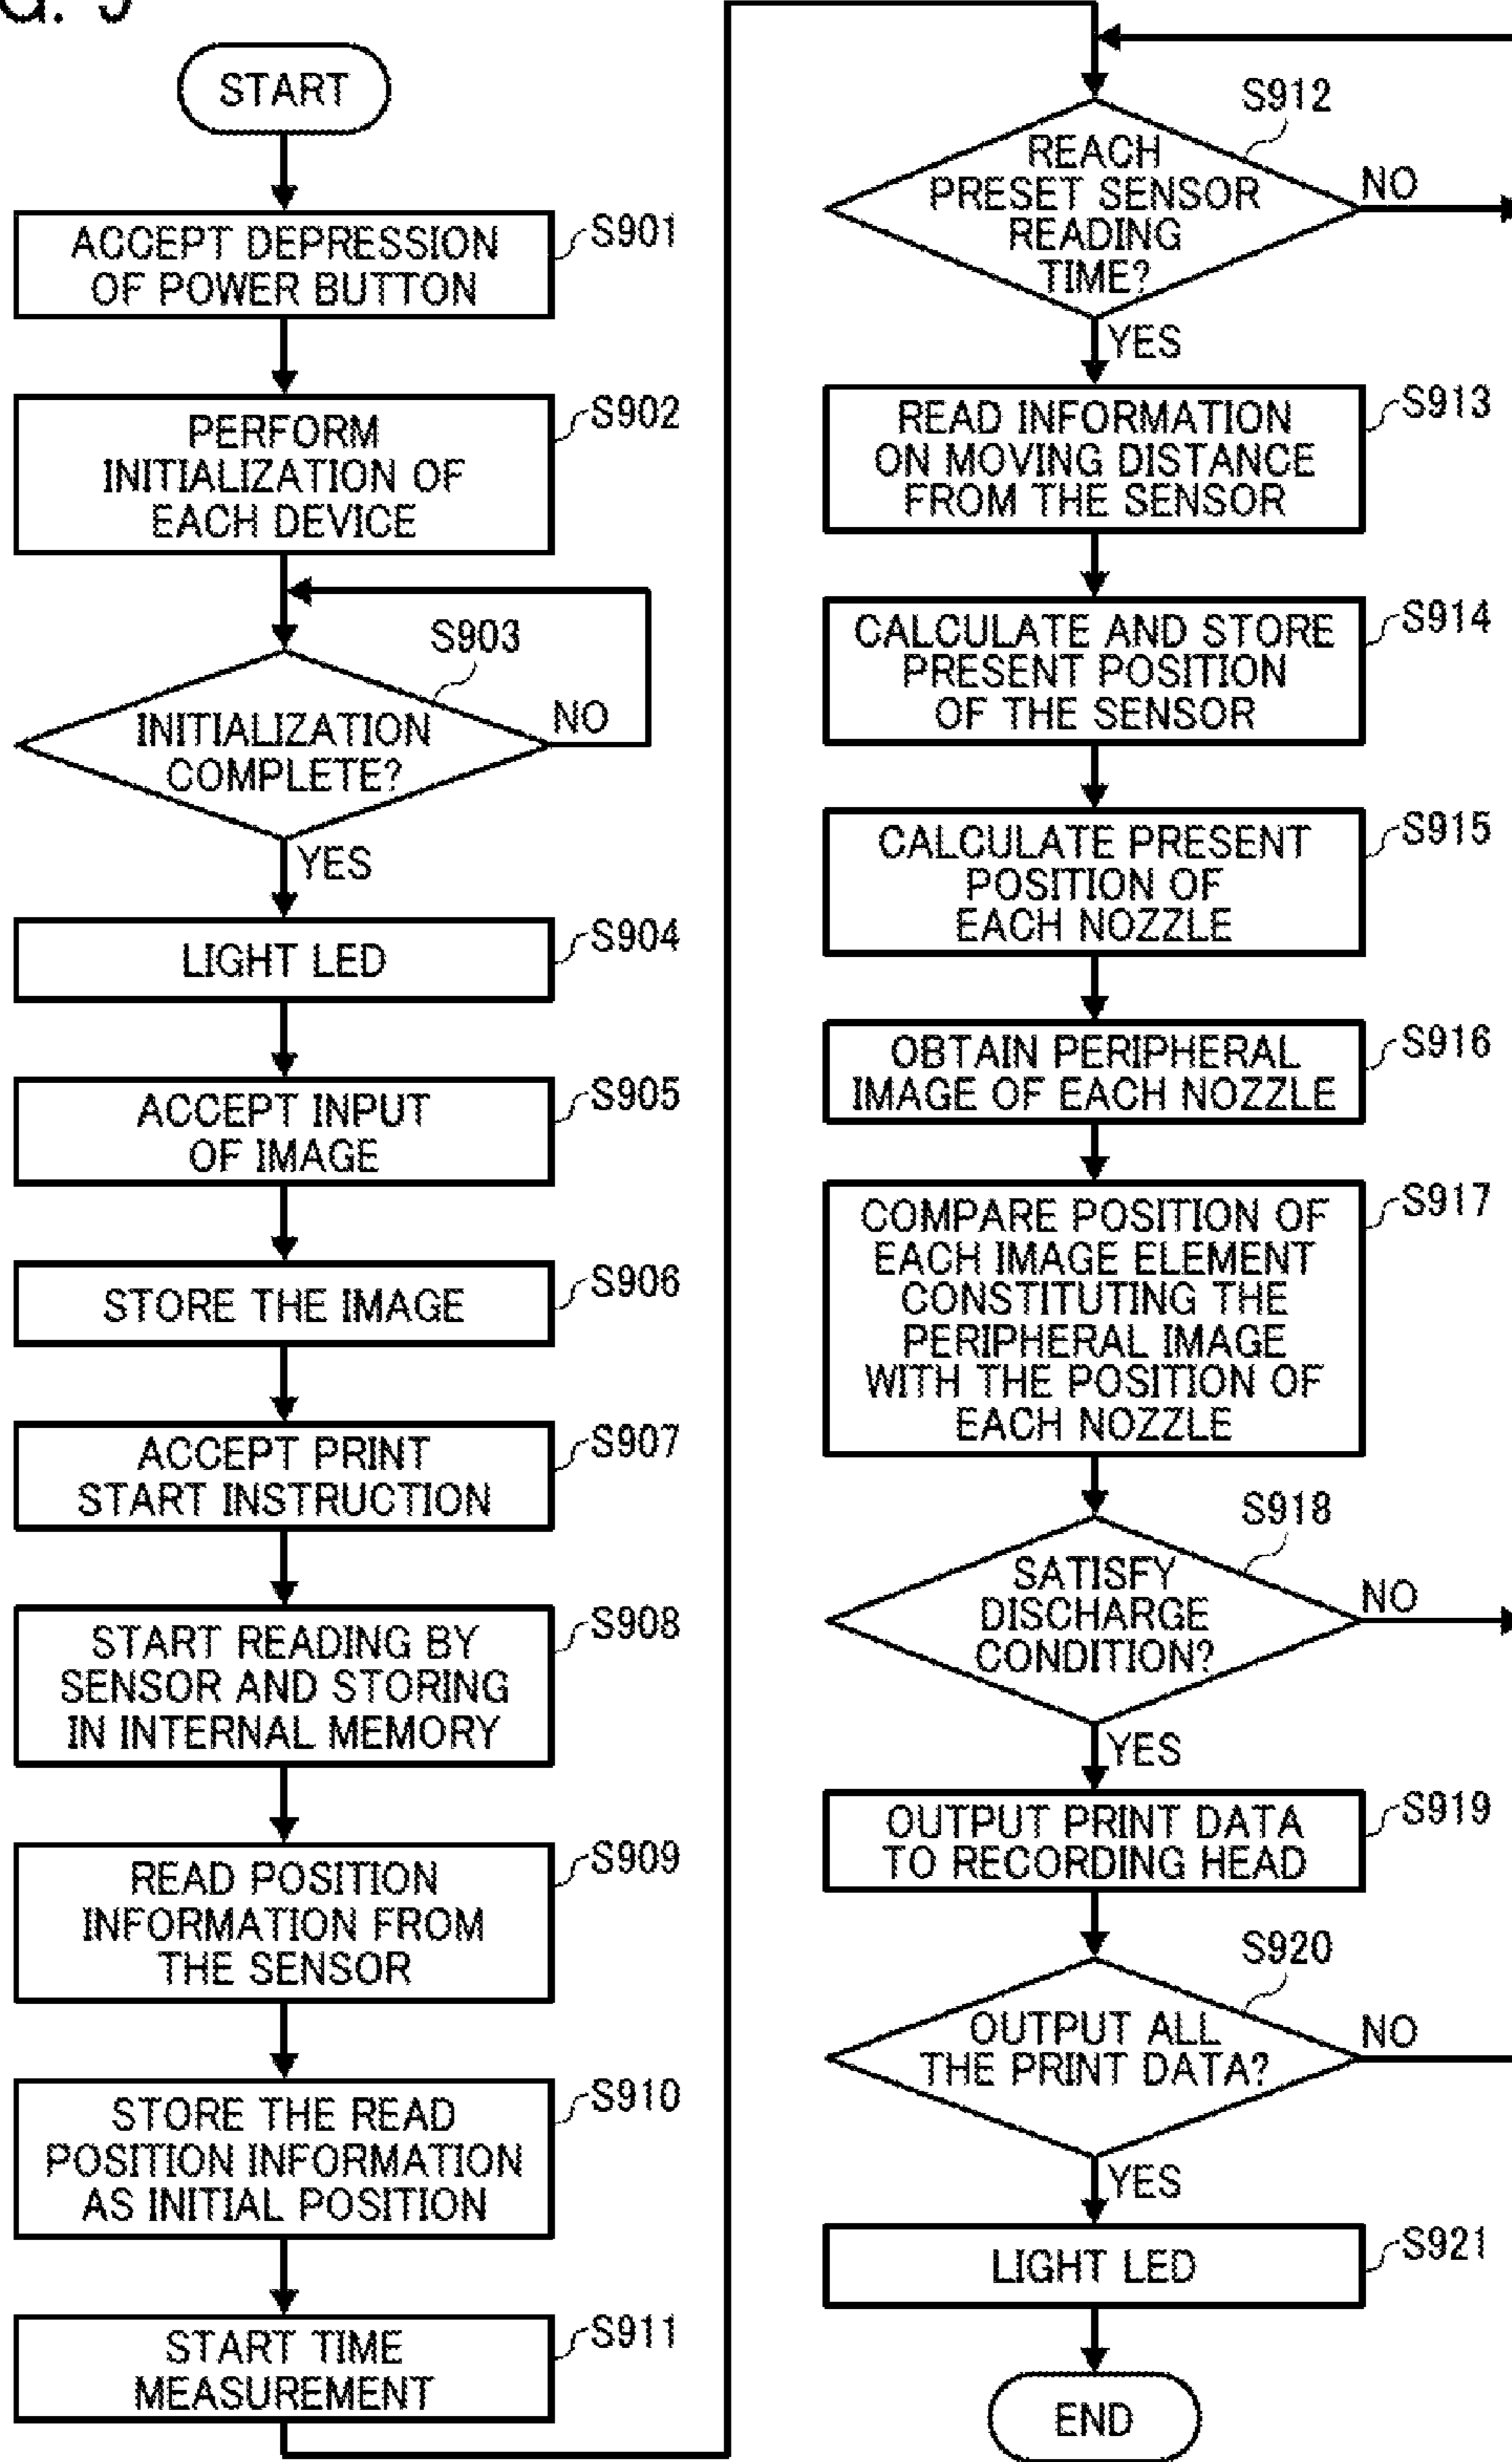 G. 9
START
S901
ACCEPT DEPRESSION
OF POWER BUTTON
S902
PERFORM
INITIALIZATION OF
EACH DEVICE
S903
INITIALIZATION
COMPLETE?
NO
YES
S904
LIGHT LED
S905
ACCEPT INPUT
OF IMAGE
S906
STORE THE IMAGE
S907
ACCEPT PRINT
START INSTRUCTION
S908
START READING BY
SENSOR AND STORING
IN INTERNAL MEMORY
S909
READ POSITION
INFORMATION FROM
THE SENSOR
S910
STORE THE READ
POSITION INFORMATION
AS INITIAL POSITION
S911
START TIME
MEASUREMENT
S912
REACH
PRESET SENSOR
READING
TIME?
NO
YES
S913
READ INFORMATION
ON MOVING DISTANCE
FROM THE SENSOR
S914
CALCULATE AND STORE
PRESENT POSITION
OF THE SENSOR
S915
CALCULATE PRESENT
POSITION OF
EACH NOZZLE
S916
OBTAIN PERIPHERAL
IMAGE OF EACH NOZZLE
S917
COMPARE POSITION OF
EACH IMAGE ELEMENT
CONSTITUTING THE
PERIPHERAL IMAGE
WITH THE POSITION OF
EACH NOZZLE
S918
SATISFY
DISCHARGE
CONDITION?
NO
YES
S919
OUTPUT PRINT DATA
TO RECORDING HEAD
S920
OUTPUT ALL
THE PRINT DATA?
NO
YES
S921
LIGHT LED
END